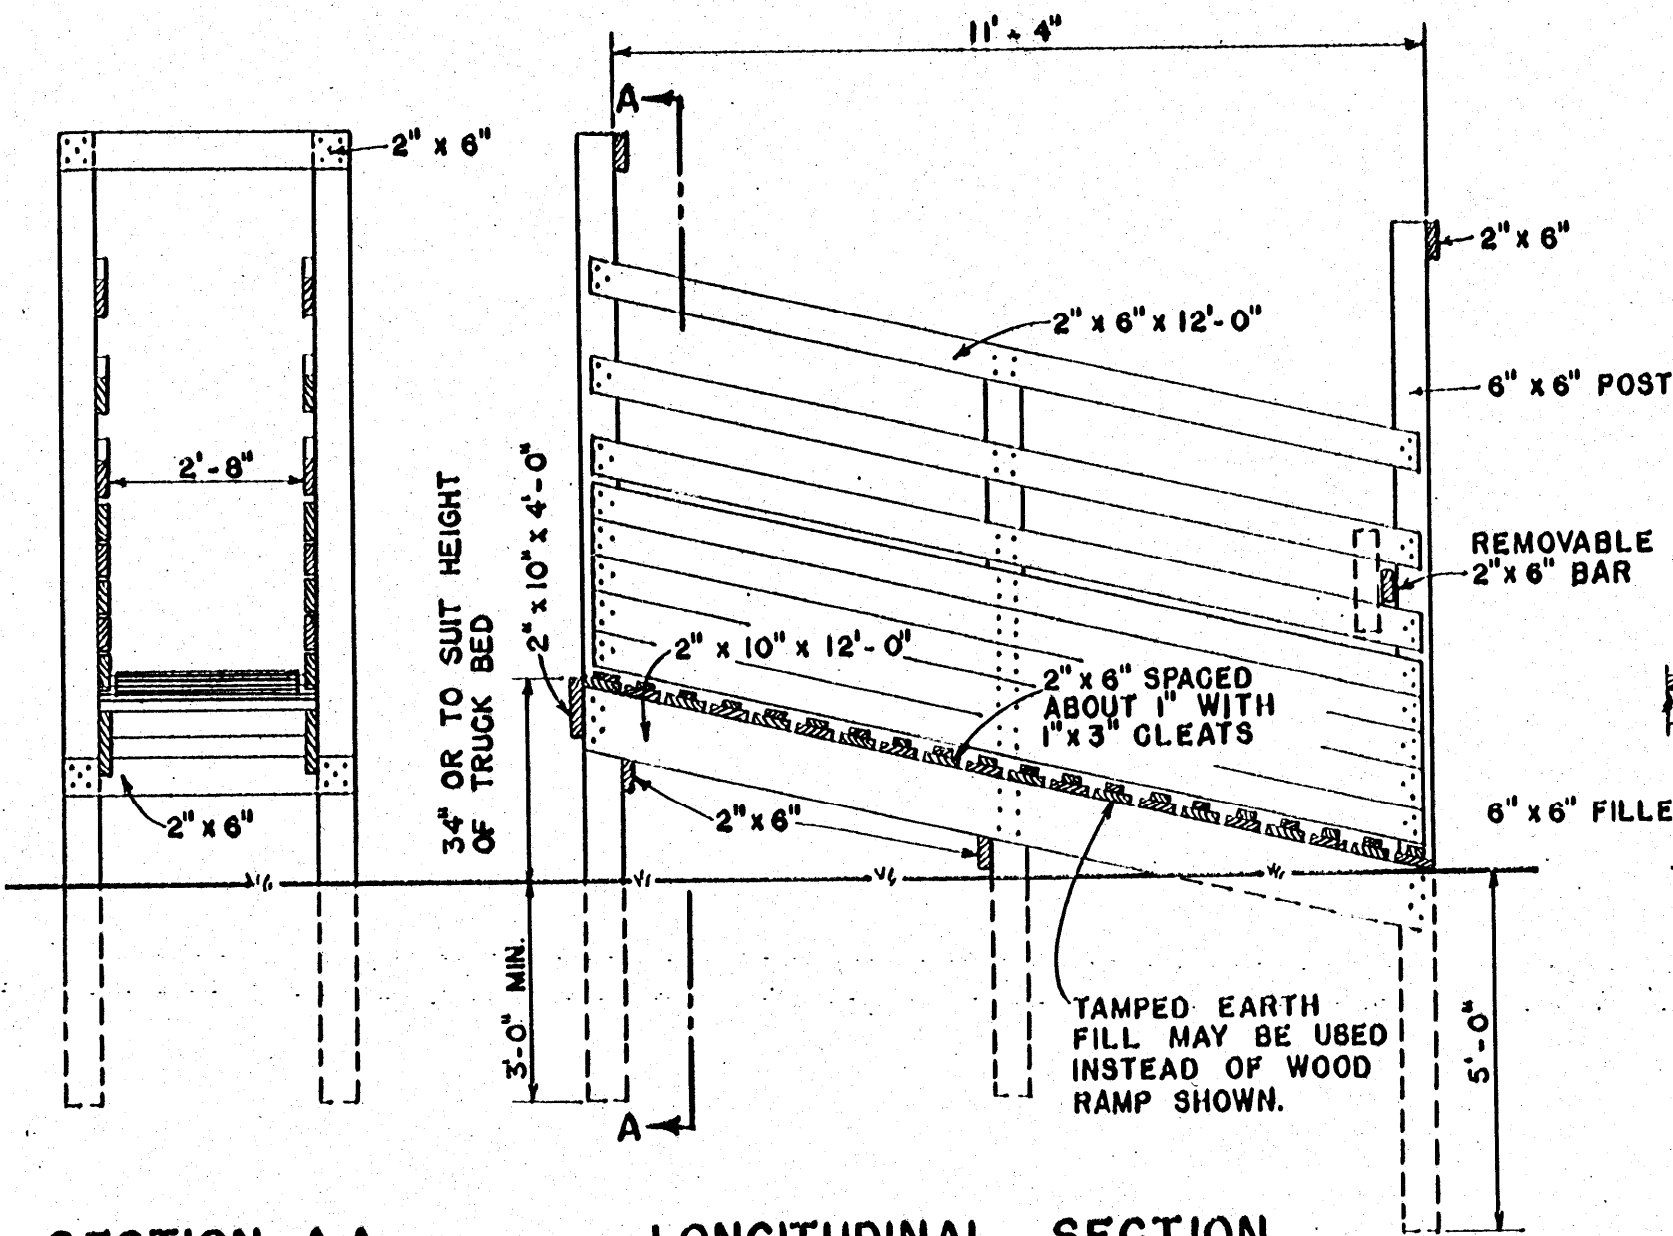 11'-4"
A
2" x 6"
2" x 6"
2" x 6" x 12'-0"
6" x 6" POST
2'-8"
34" OR TO SUIT HEIGHT
OF TRUCK BED
2" x 10" x 4'-0"
REMOVABLE
2" x 6" BAR
2" x 10" x 12'-0"
2" x 6" SPACED
ABOUT 1" WITH
1" x 3" CLEATS
2" x 6"
2" x 6"
6" x 6" FILLE
3'-0" MIN.
TAMPED EARTH
FILL MAY BE USED
INSTEAD OF WOOD
RAMP SHOWN.
5'-0"
A
SECTION A-A
LONGITUDINAL SECTION